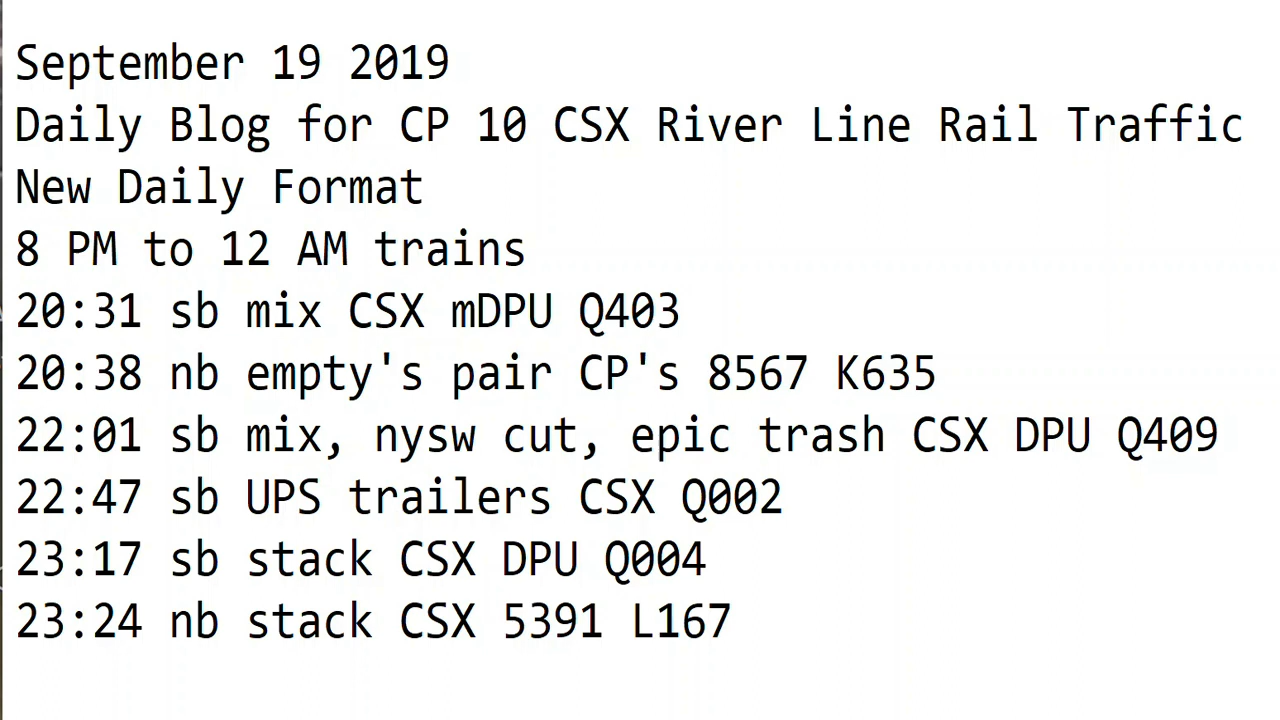 September 19 2019
Daily Blog for CP 10 CSX River Line Rail Traffic
New Daily Format
8 PM to 12 AM trains
20:31 sb mix CSX mDPU Q403
20:38 nb empty's pair CP's 8567 K635
22:01 sb mix, nysw cut, epic trash CSX DPU Q409
22:47 sb UPS trailers CSX Q002
23:17 sb stack CSX DPU Q004
23:24 nb stack CSX 5391 L167